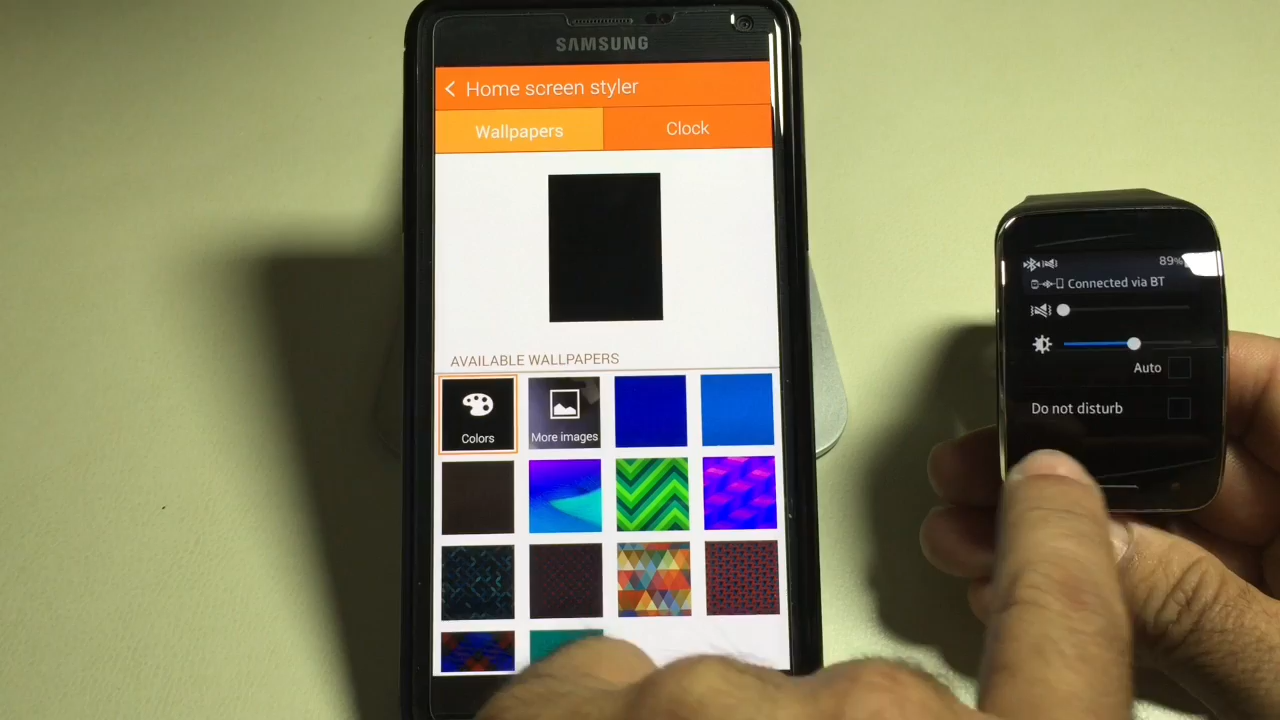 SAMSUNG
Home screen styler
Wallpapers
Clock
AVAILABLE WALLPAPERS
Colors
More images
89%
Connected via BT
Auto
Do not disturb